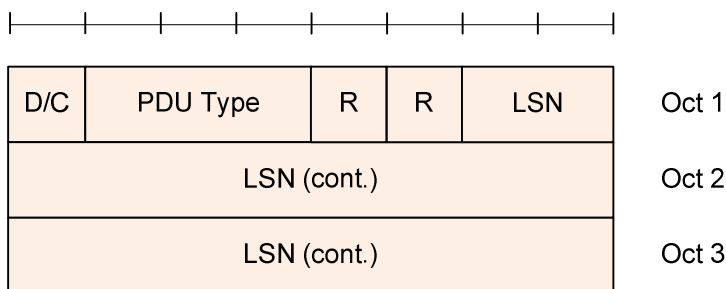 D/C PDU Type R R LSN Oct 1
LSN (cont.) Oct 2
LSN (cont.) Oct 3